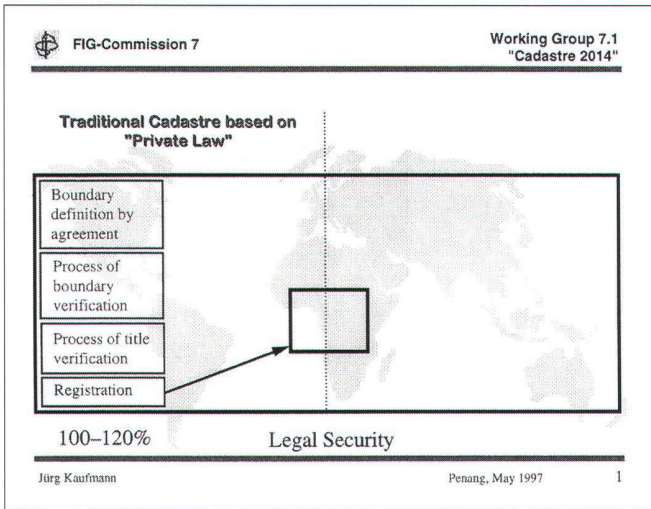 FIG-Commission 7
Working Group 7.1
"Cadastre 2014"
Traditional Cadastre based on
"Private Law"
Boundary
definition by
agreement
Process of
boundary
verification
Process of title
verification
Registration
100–120%
Legal Security
Jürg Kaufmann
Penang, May 1997
1